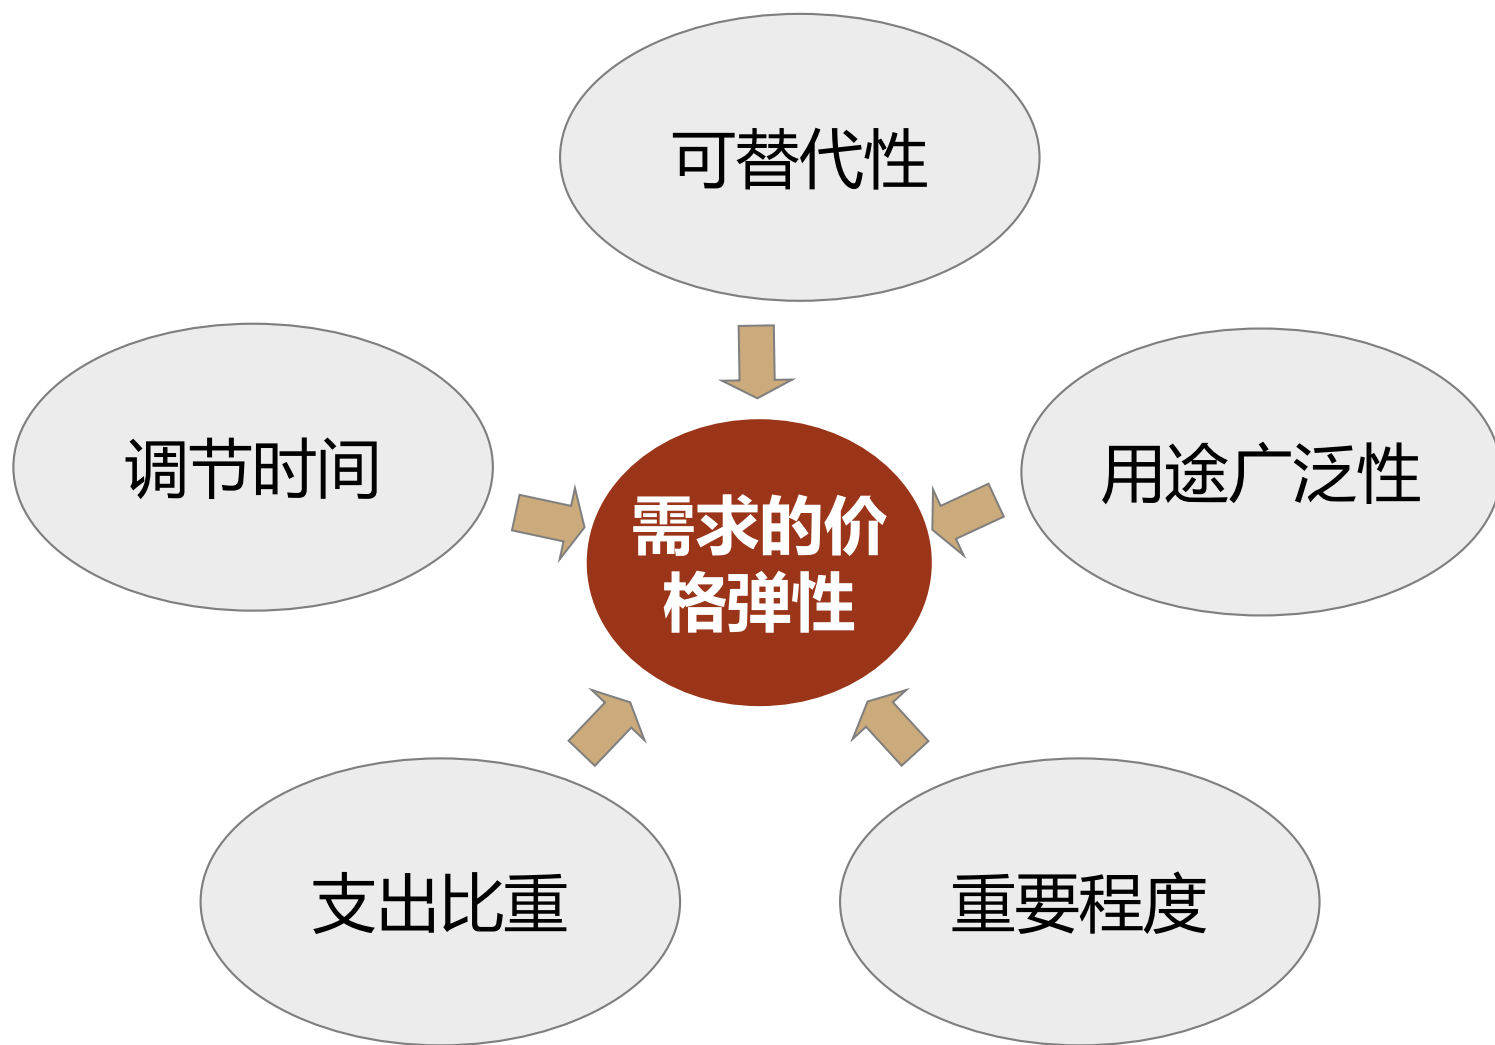 可替代性
调节时间
用途广泛性
需求的价
格弹性
支出比重
重要程度